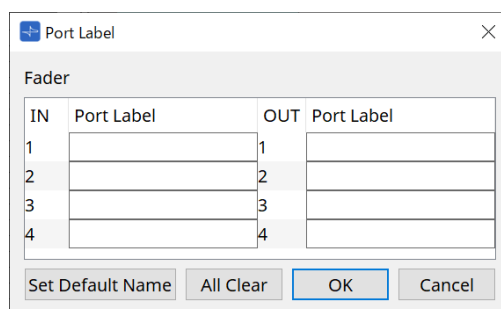 Port Label
Fader
IN Port Label OUT Port Label
1 1
2 2
3 3
4 4
Set Default Name All Clear OK Cancel